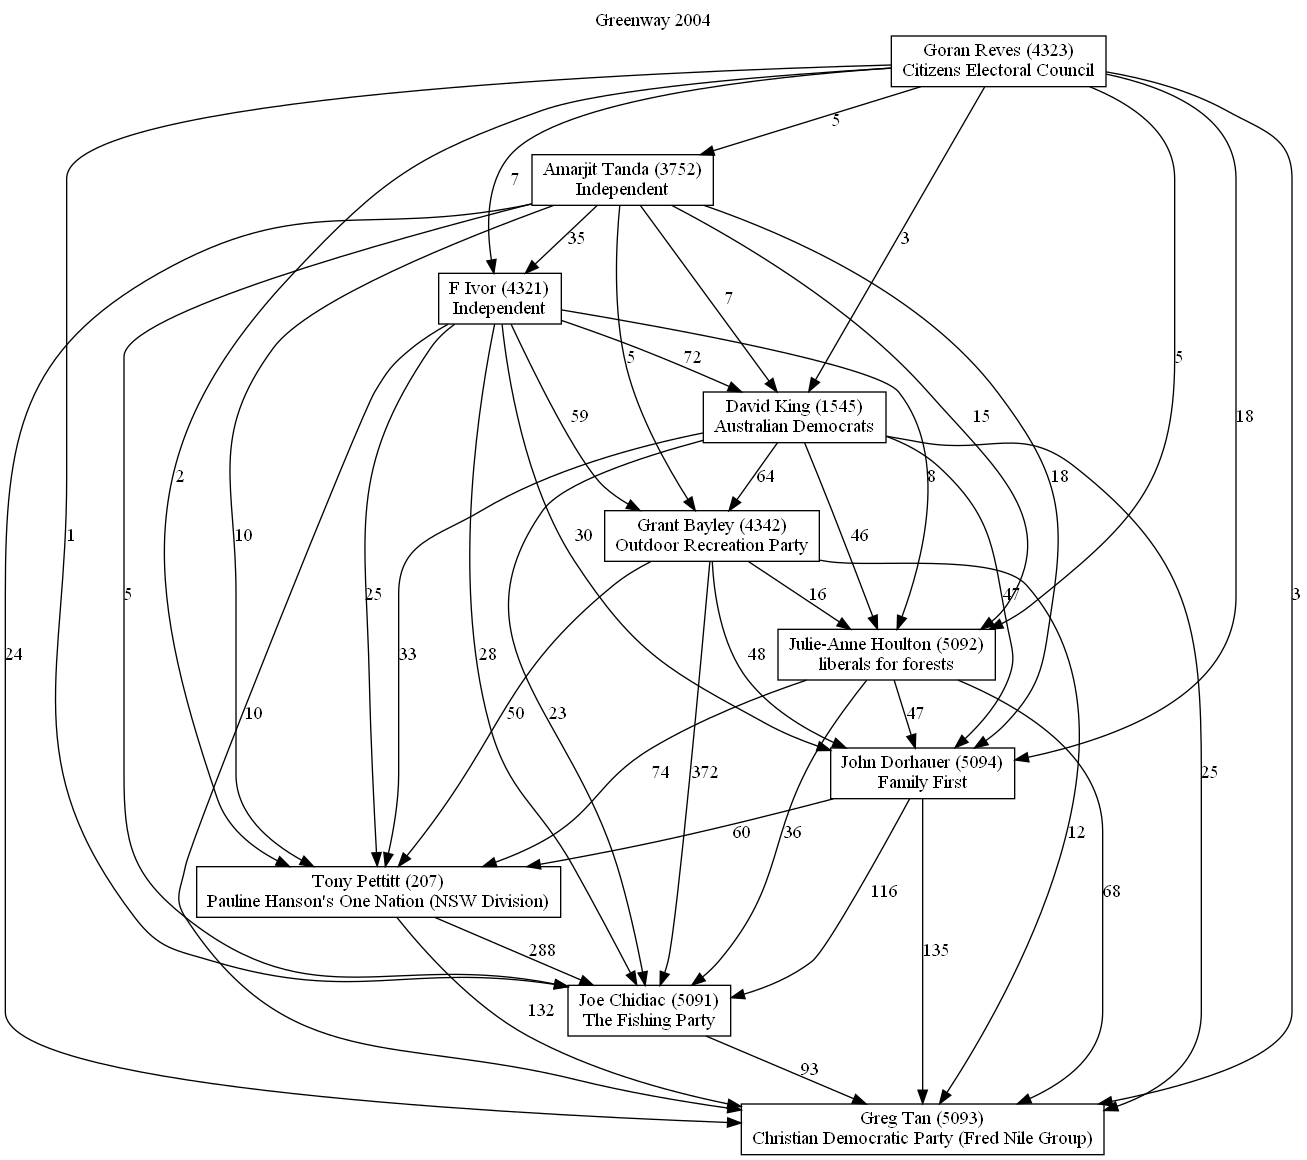 Greenway 2004
Goran Reves (4323)
Citizens Electoral Council
5
Amarjit Tanda (3752)
Independent
7
35
3
F Ivor (4321)
Independent
7
5
72
5
David King (1545)
Australian Democrats
59
15
18
2
10
64
46
8
18
Grant Bayley (4342)
Outdoor Recreation Party
1
30
5
25
16
47
3
Julie-Anne Houlton (5092)
liberals for forests
24
33
28
48
10
50
23
47
John Dorhauer (5094)
Family First
74
372
25
60
36
12
Tony Pettitt (207)
Pauline Hanson's One Nation (NSW Division)
116
68
288
135
Joe Chidiac (5091)
The Fishing Party
132
93
Greg Tan (5093)
Christian Democratic Party (Fred Nile Group)